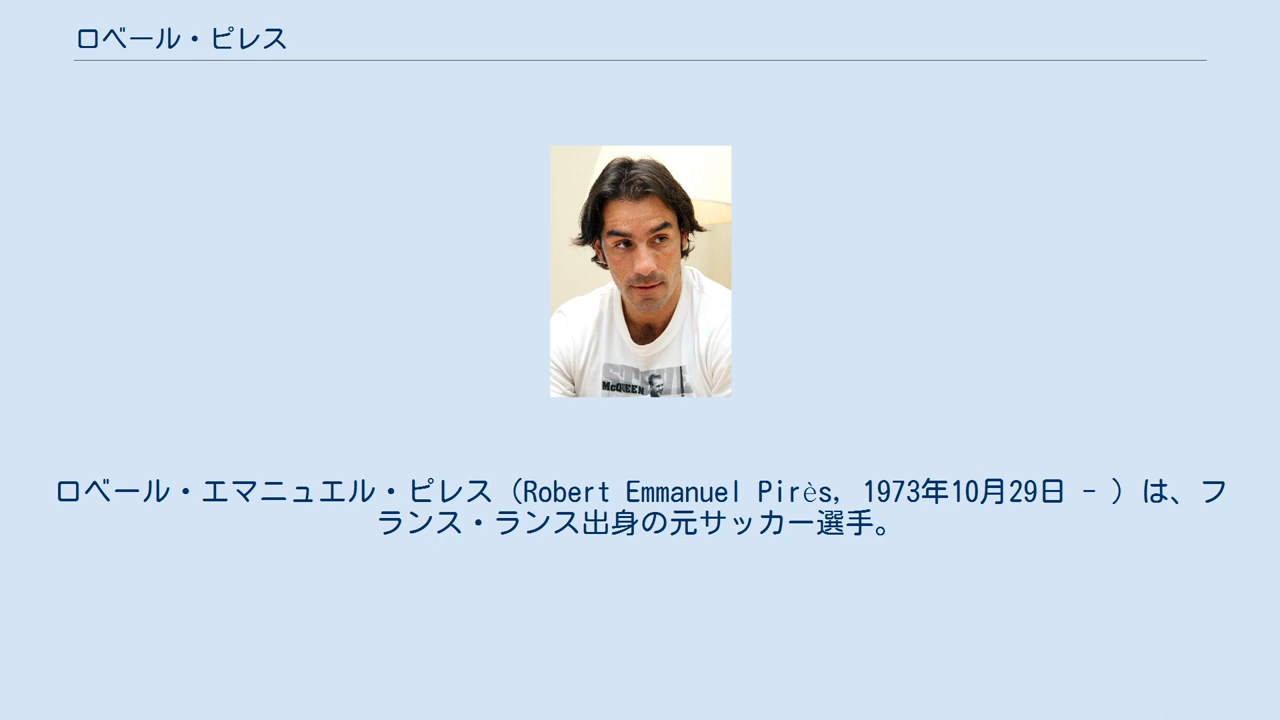 ロベール・ピレス
STEVE
McQUEEN
ロベール・エマニュエル・ピレス（Robert Emmanuel Pirès, 1973年10月29日 - ）は、フ
ランス・ランス出身の元サッカー選手。